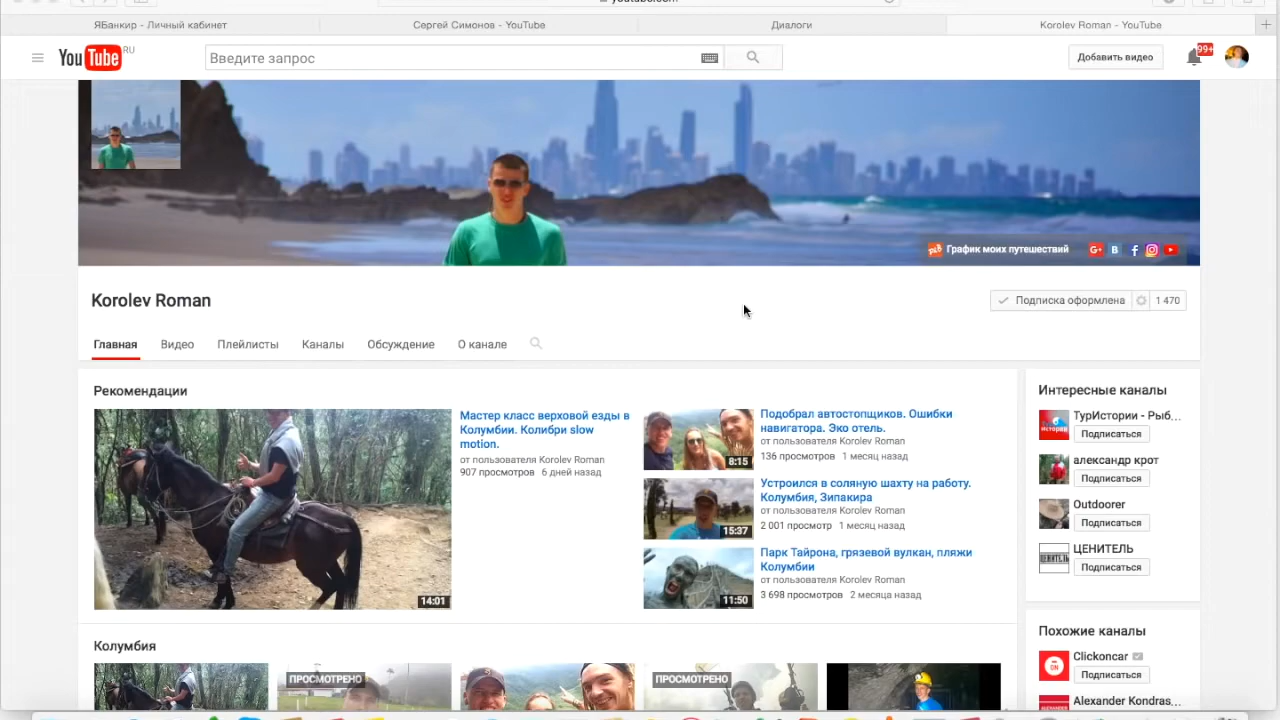 youtube.com
ЯБанкир - Личный кабинет
Сергей Симонов - YouTube
Диалоги
Korolev Roman - YouTube
YouTube RU
Введите запрос
Добавить видео
99+
График моих путешествий
Korolev Roman
Подписка оформлена
1 470
Главная
Видео
Плейлисты
Каналы
Обсуждение
О канале
Рекомендации
14:01
Мастер класс верховой езды в
Колумбии. Колибри slow
motion.
от пользователя Korolev Roman
907 просмотров 6 дней назад
8:15
Подобрал автостопщиков. Ошибки
навигатора. Эко отель.
от пользователя Korolev Roman
136 просмотров 1 месяц назад
15:37
Устроился в соляную шахту на работу.
Колумбия, Зипакира
от пользователя Korolev Roman
2 001 просмотр 1 месяц назад
11:50
Парк Тайрона, грязевой вулкан, пляжи
Колумбии
от пользователя Korolev Roman
3 698 просмотров 2 месяца назад
Колумбия
ПРОСМОТРЕНО
ПРОСМОТРЕНО
Интересные каналы
ТурИстории - Рыб...
Подписаться
александр крот
Подписаться
Outdoorer
Подписаться
ЦЕНИТЕЛЬ
Подписаться
Похожие каналы
Clickoncar
Подписаться
Alexander Kondras...